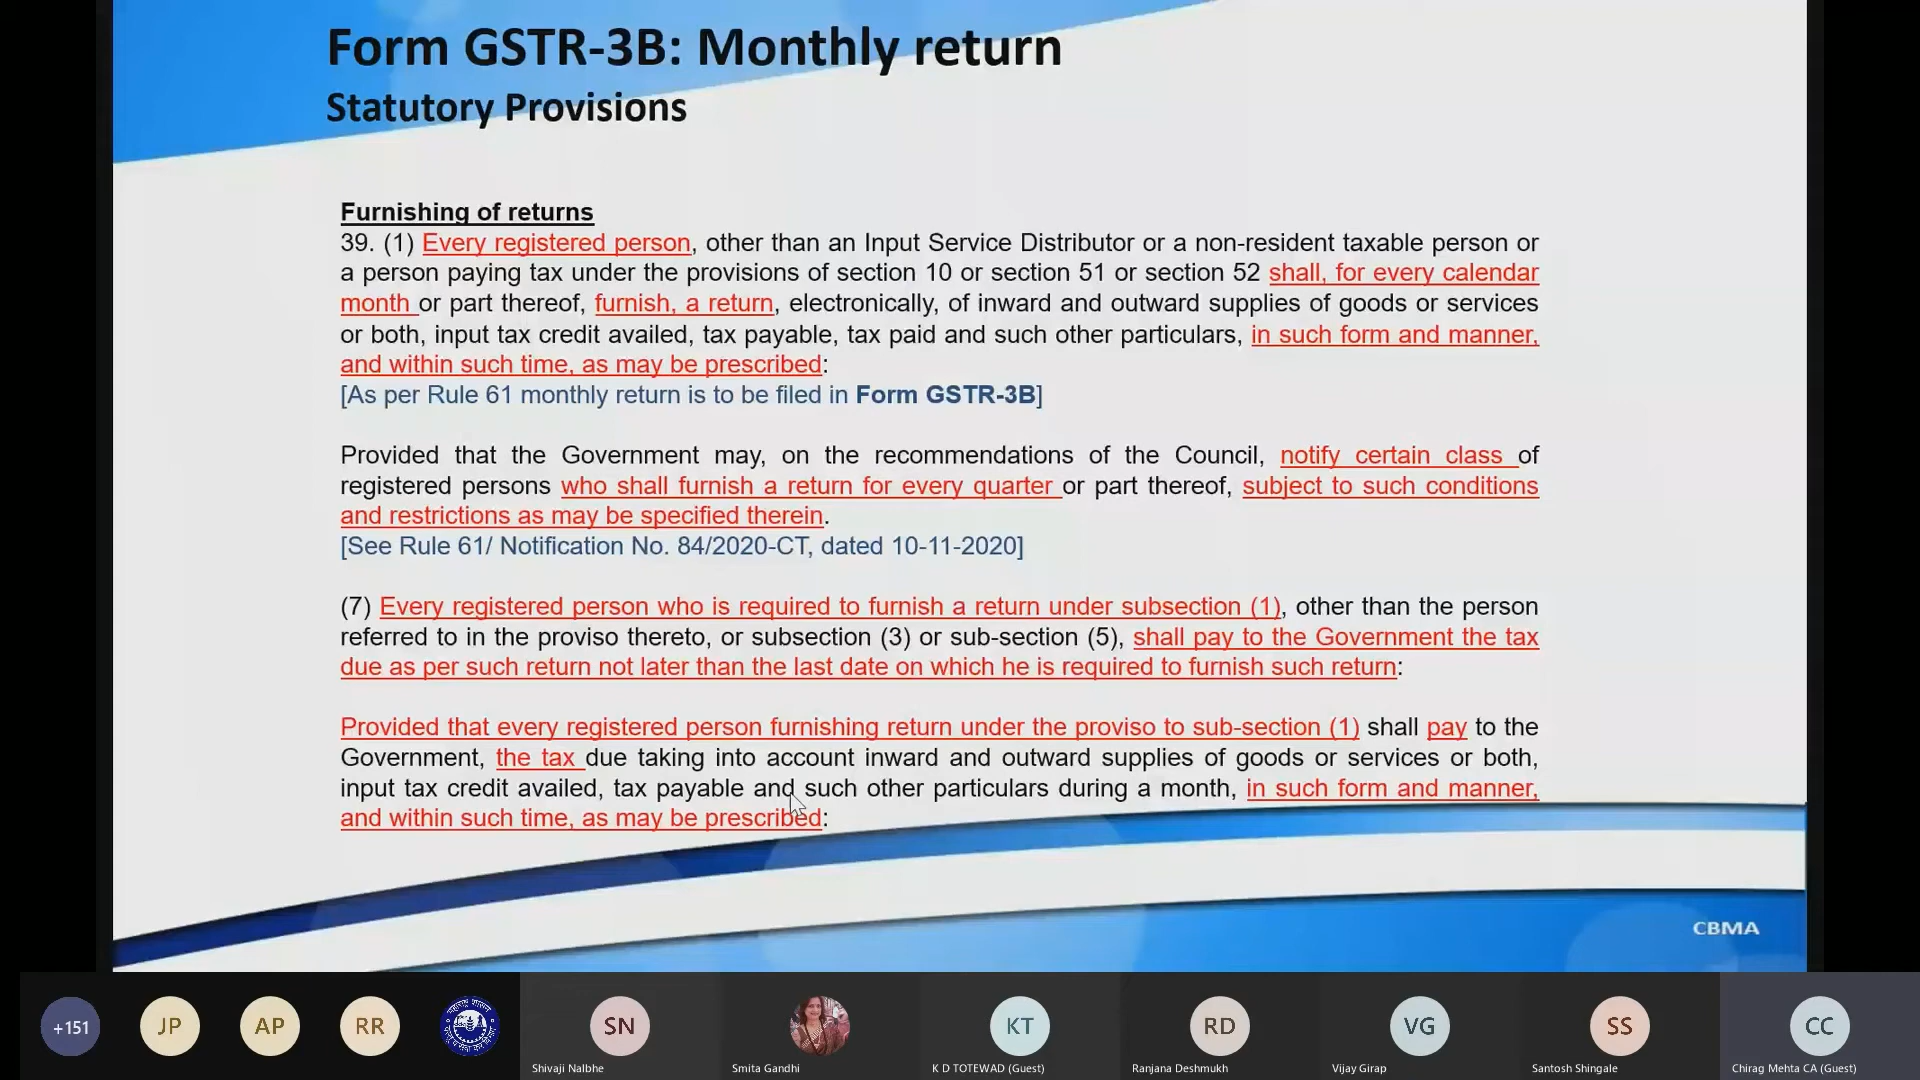 Form GSTR-3B: Monthly return
Statutory Provisions
Furnishing of returns
39. (1) Every registered person, other than an Input Service Distributor or a non-resident taxable person or
a person paying tax under the provisions of section 10 or section 51 or section 52 shall, for every calendar
month or part thereof, furnish, a return, electronically, of inward and outward supplies of goods or services
or both, input tax credit availed, tax payable, tax paid and such other particulars, in such form and manner,
and within such time, as may be prescribed:
[As per Rule 61 monthly return is to be filed in Form GSTR-3B]
Provided that the Government may, on the recommendations of the Council, notify certain class of
registered persons who shall furnish a return for every quarter or part thereof, subject to such conditions
and restrictions as may be specified therein.
[See Rule 61/ Notification No. 84/2020-CT, dated 10-11-2020]
(7) Every registered person who is required to furnish a return under subsection (1), other than the person
referred to in the proviso thereto, or subsection (3) or sub-section (5), shall pay to the Government the tax
due as per such return not later than the last date on which he is required to furnish such return:
Provided that every registered person furnishing return under the proviso to sub-section (1) shall pay to the
Government, the tax due taking into account inward and outward supplies of goods or services or both,
input tax credit availed, tax payable and such other particulars during a month, in such form and manner,
and within such time, as may be prescribed:
CBMA
+151
JP
AP
RR
SN
KT
RD
VG
SS
CC
Shivaji Nalbhe
Smita Gandhi
K D TOTEWAD (Guest)
Ranjana Deshmukh
Vijay Girap
Santosh Shingale
Chirag Mehta CA (Guest)